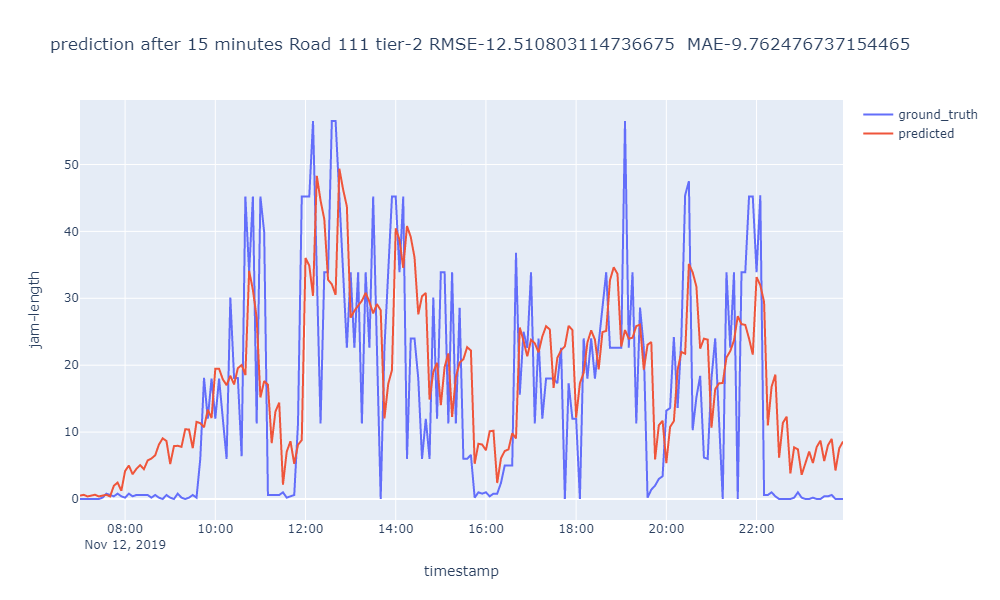 prediction after 15 minutes Road 111 tier-2 RMSE-12.510803114736675  MAE-9.762476737154465
ground_truth
predicted
50
40
30
20
10
0
jam-length
08:00 10:00 12:00 14:00 16:00 18:00 20:00 22:00
Nov 12, 2019
timestamp